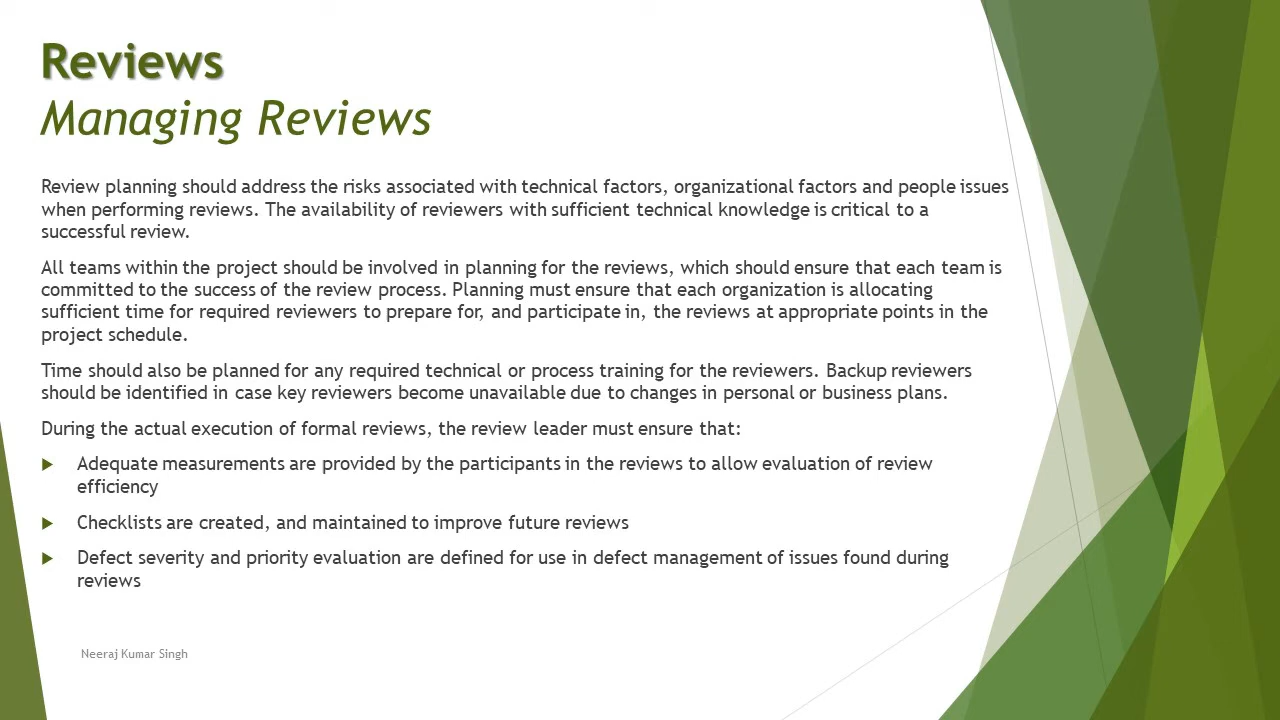 Reviews
Managing Reviews
Review planning should address the risks associated with technical factors, organizational factors and people issues
when performing reviews. The availability of reviewers with sufficient technical knowledge is critical to a
successful review.
All teams within the project should be involved in planning for the reviews, which should ensure that each team is
committed to the success of the review process. Planning must ensure that each organization is allocating
sufficient time for required reviewers to prepare for, and participate in, the reviews at appropriate points in the
project schedule.
Time should also be planned for any required technical or process training for the reviewers. Backup reviewers
should be identified in case key reviewers become unavailable due to changes in personal or business plans.
During the actual execution of formal reviews, the review leader must ensure that:
Adequate measurements are provided by the participants in the reviews to allow evaluation of review
efficiency
Checklists are created, and maintained to improve future reviews
Defect severity and priority evaluation are defined for use in defect management of issues found during
reviews
Neeraj Kumar Singh